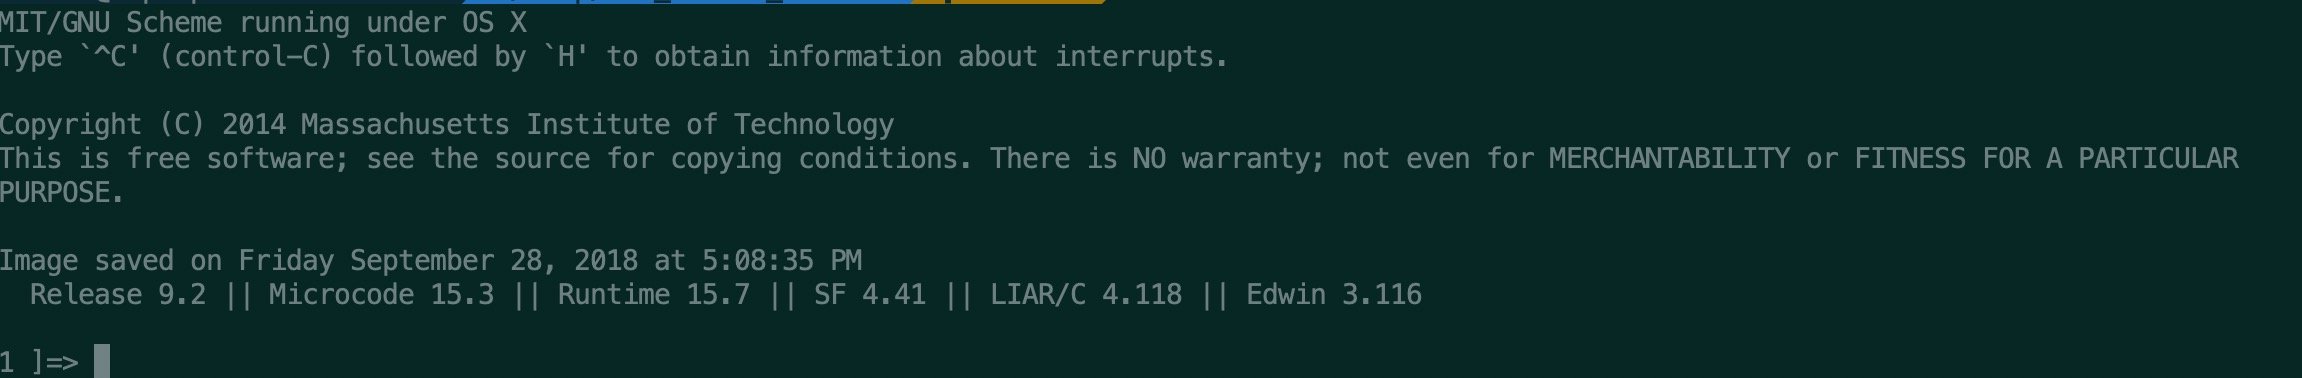 MIT/GNU Scheme running under OS X
Type `^C' (control-C) followed by `H' to obtain information about interrupts.
Copyright (C) 2014 Massachusetts Institute of Technology
This is free software; see the source for copying conditions. There is NO warranty; not even for MERCHANTABILITY or FITNESS FOR A PARTICULAR
PURPOSE.
Image saved on Friday September 28, 2018 at 5:08:35 PM
  Release 9.2 || Microcode 15.3 || Runtime 15.7 || SF 4.41 || LIAR/C 4.118 || Edwin 3.116
1 ]=>